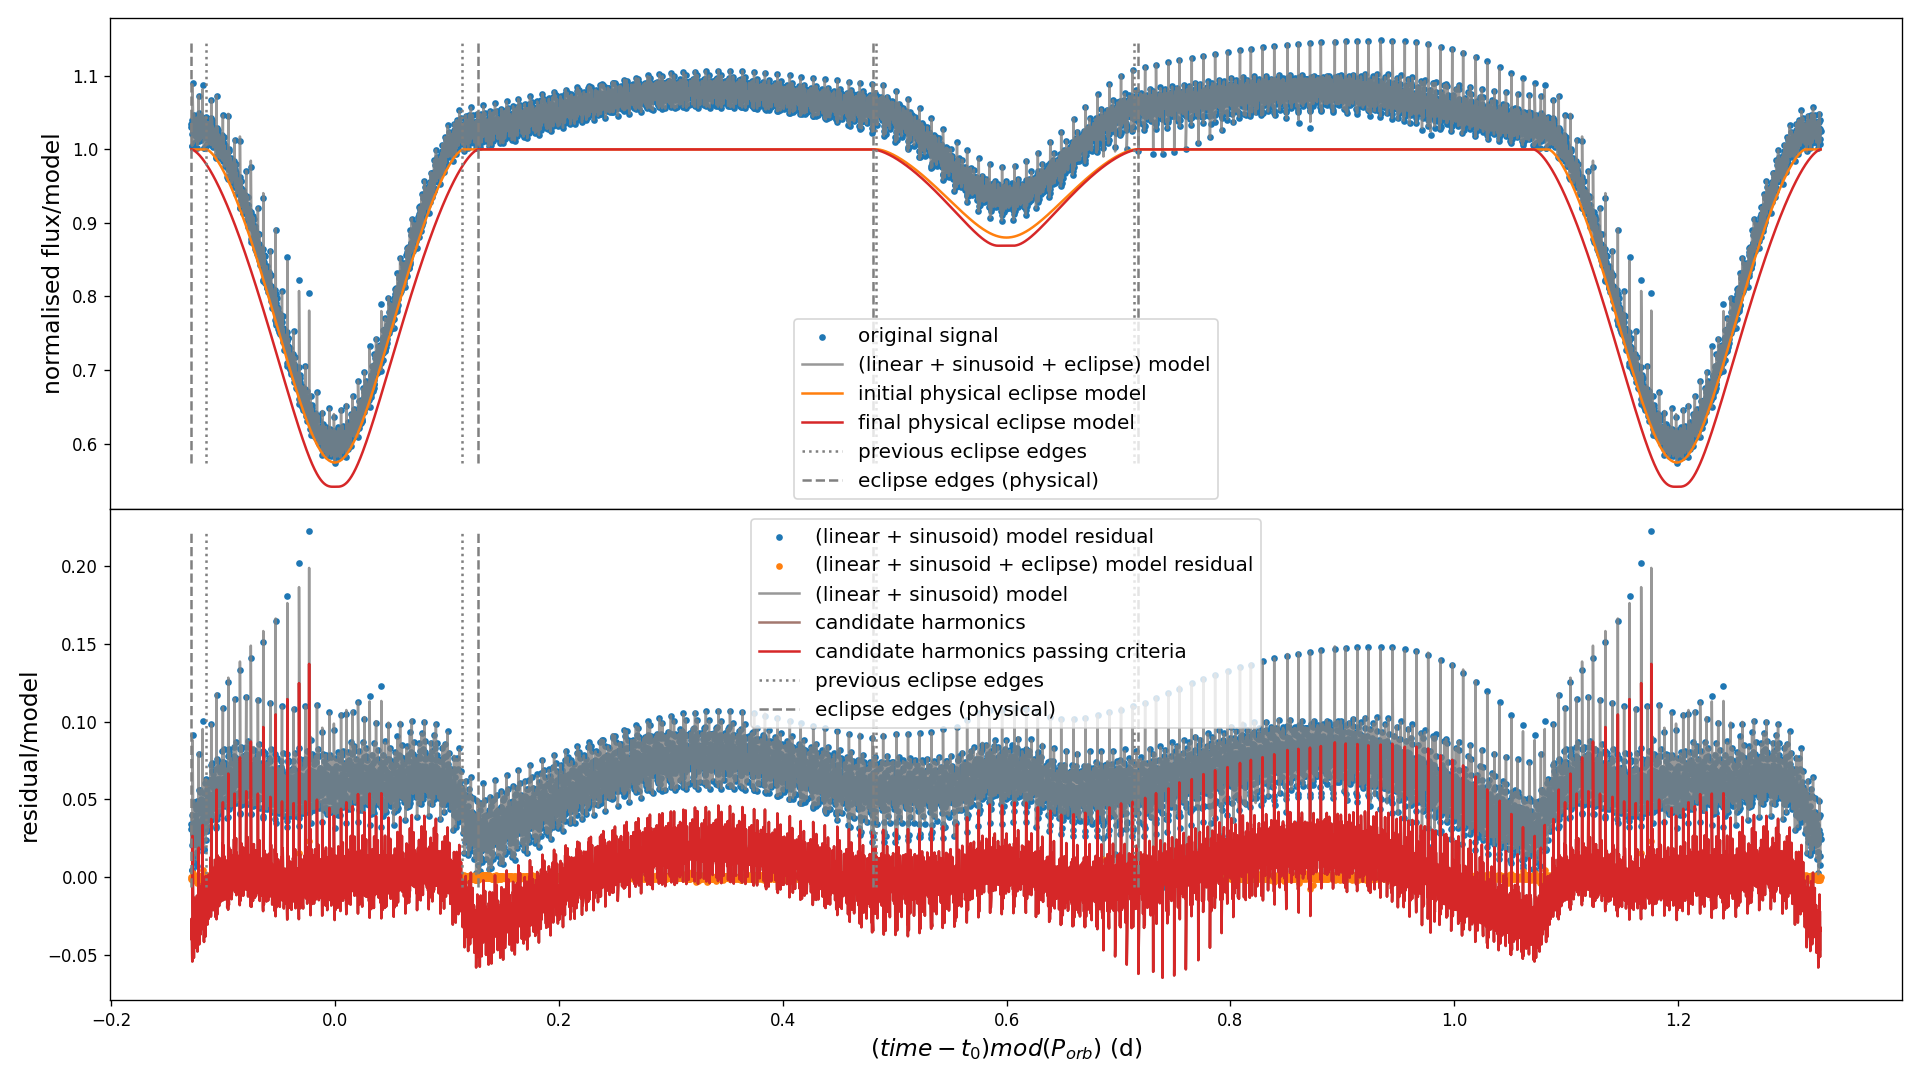 normalised flux/model
1.1
1.0
0.9
0.8
0.7
0.6
original signal
(linear + sinusoid + eclipse) model
initial physical eclipse model
final physical eclipse model
previous eclipse edges
eclipse edges (physical)
residual/model
0.20
0.15
0.10
0.05
0.00
−0.05
(linear + sinusoid) model residual
(linear + sinusoid + eclipse) model residual
(linear + sinusoid) model
candidate harmonics
candidate harmonics passing criteria
previous eclipse edges
eclipse edges (physical)
−0.2 0.0 0.2 0.4 0.6 0.8 1.0 1.2
(time − t₀)mod(Pₒᵣb) (d)